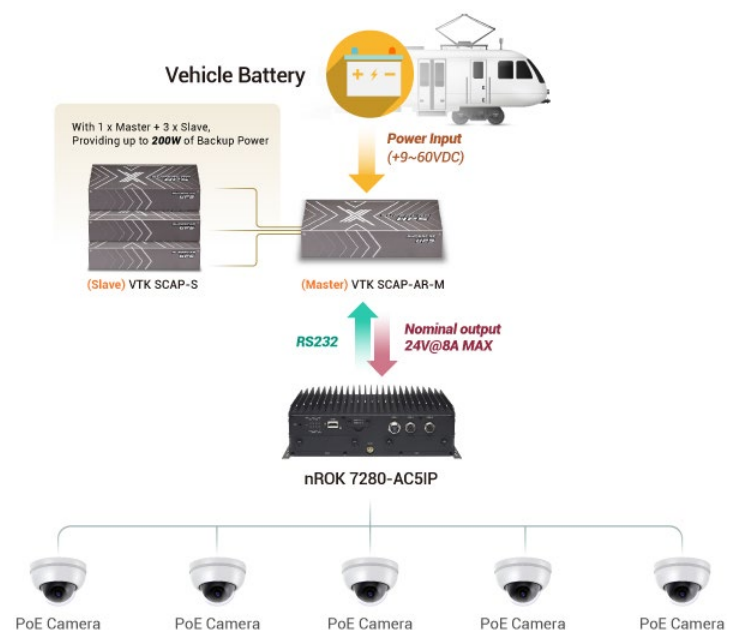 Vehicle Battery
With 1 x Master + 3 x Slave,
Providing up to 200W of Backup Power
Power Input
(+9~60VDC)
(Slave) VTK SCAP-S
(Master) VTK SCAP-AR-M
RS232
Nominal output
24V@8A MAX
nROK 7280-AC5IP
PoE Camera
PoE Camera
PoE Camera
PoE Camera
PoE Camera